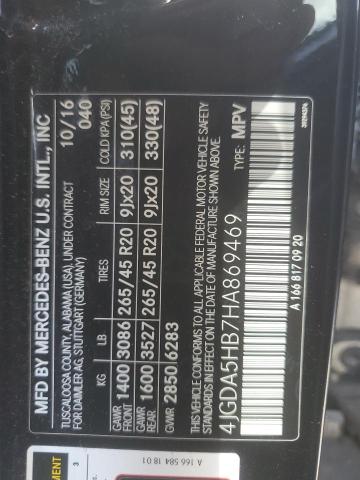 MFD BY MERCEDES-BENZ U.S. INTL., INC
TUSCALOOSA COUNTY, ALABAMA (USA), UNDER CONTRACT 10/16
FOR DAIMLER AG, STUTTGART (GERMANY) 040
KG LB TIRES RIM SIZE COLD KPA(PSI)
GAWR FRONT 1400 3086 265/45 R20 9Jx20 310(45)
GAWR REAR 1600 3527 265/45 R20 9Jx20 330(48)
GVWR 2850 6283
THIS VEHICLE CONFORMS TO ALL APPLICABLE FEDERAL MOTOR VEHICLE SAFETY
STANDARDS IN EFFECT ON THE DATE OF MANUFACTURE SHOWN ABOVE.
4JGDA5HB7HA869469 TYPE: MPV
A 166 817 09 20
A 166 584 18 01
3